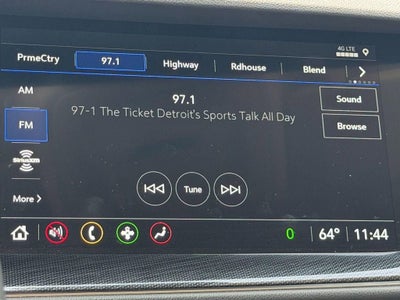 4G LTE
PrmeCtry 97.1 Highway Rdhouse Blend
AM
97.1
Sound
97-1 The Ticket Detroit's Sports Talk All Day
FM
Browse
SiriusXM
Tune
More
0 64° 11:44